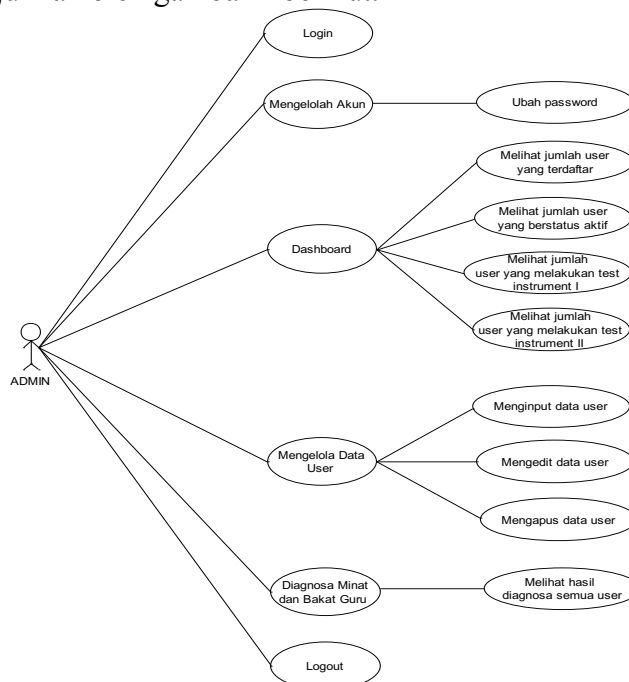 Login
Mengelolah Akun
Ubah password
Melihat jumlah user
yang terdaftar
Melihat jumlah user
yang berstatus aktif
Dashboard
Melihat jumlah
user yang melakukan test
instrument I
Melihat jumlah
user yang melakukan test
instrument II
ADMIN
Menginput data user
Mengelola Data
User
Mengedit data user
Mengapus data user
Diagnosa Minat
dan Bakat Guru
Melihat hasil
diagnosa semua user
Logout